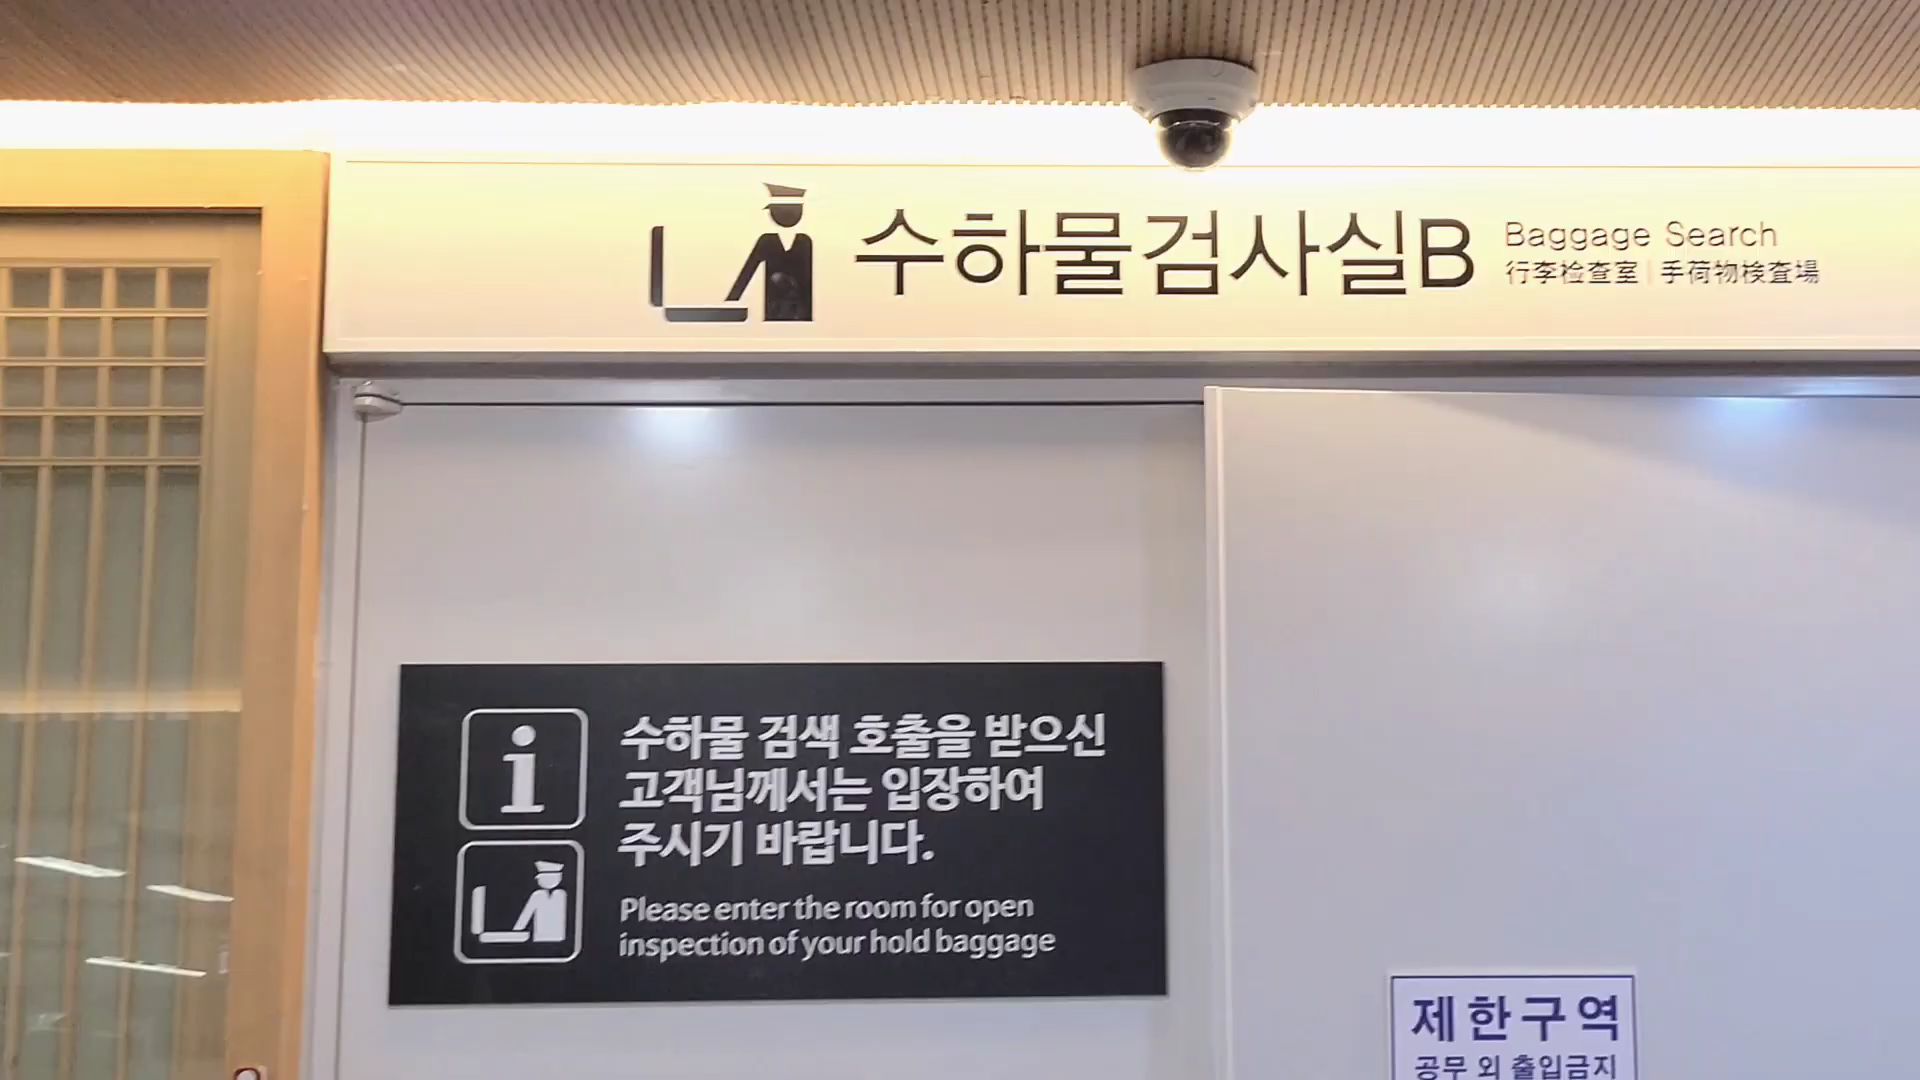 수하물검사실B
Baggage Search
行李检查室 | 手荷物検査場
i
수하물 검색 호출을 받으신
고객님께서는 입장하여
주시기 바랍니다.
Please enter the room for open
inspection of your hold baggage
제한구역
공무 외 출입금지